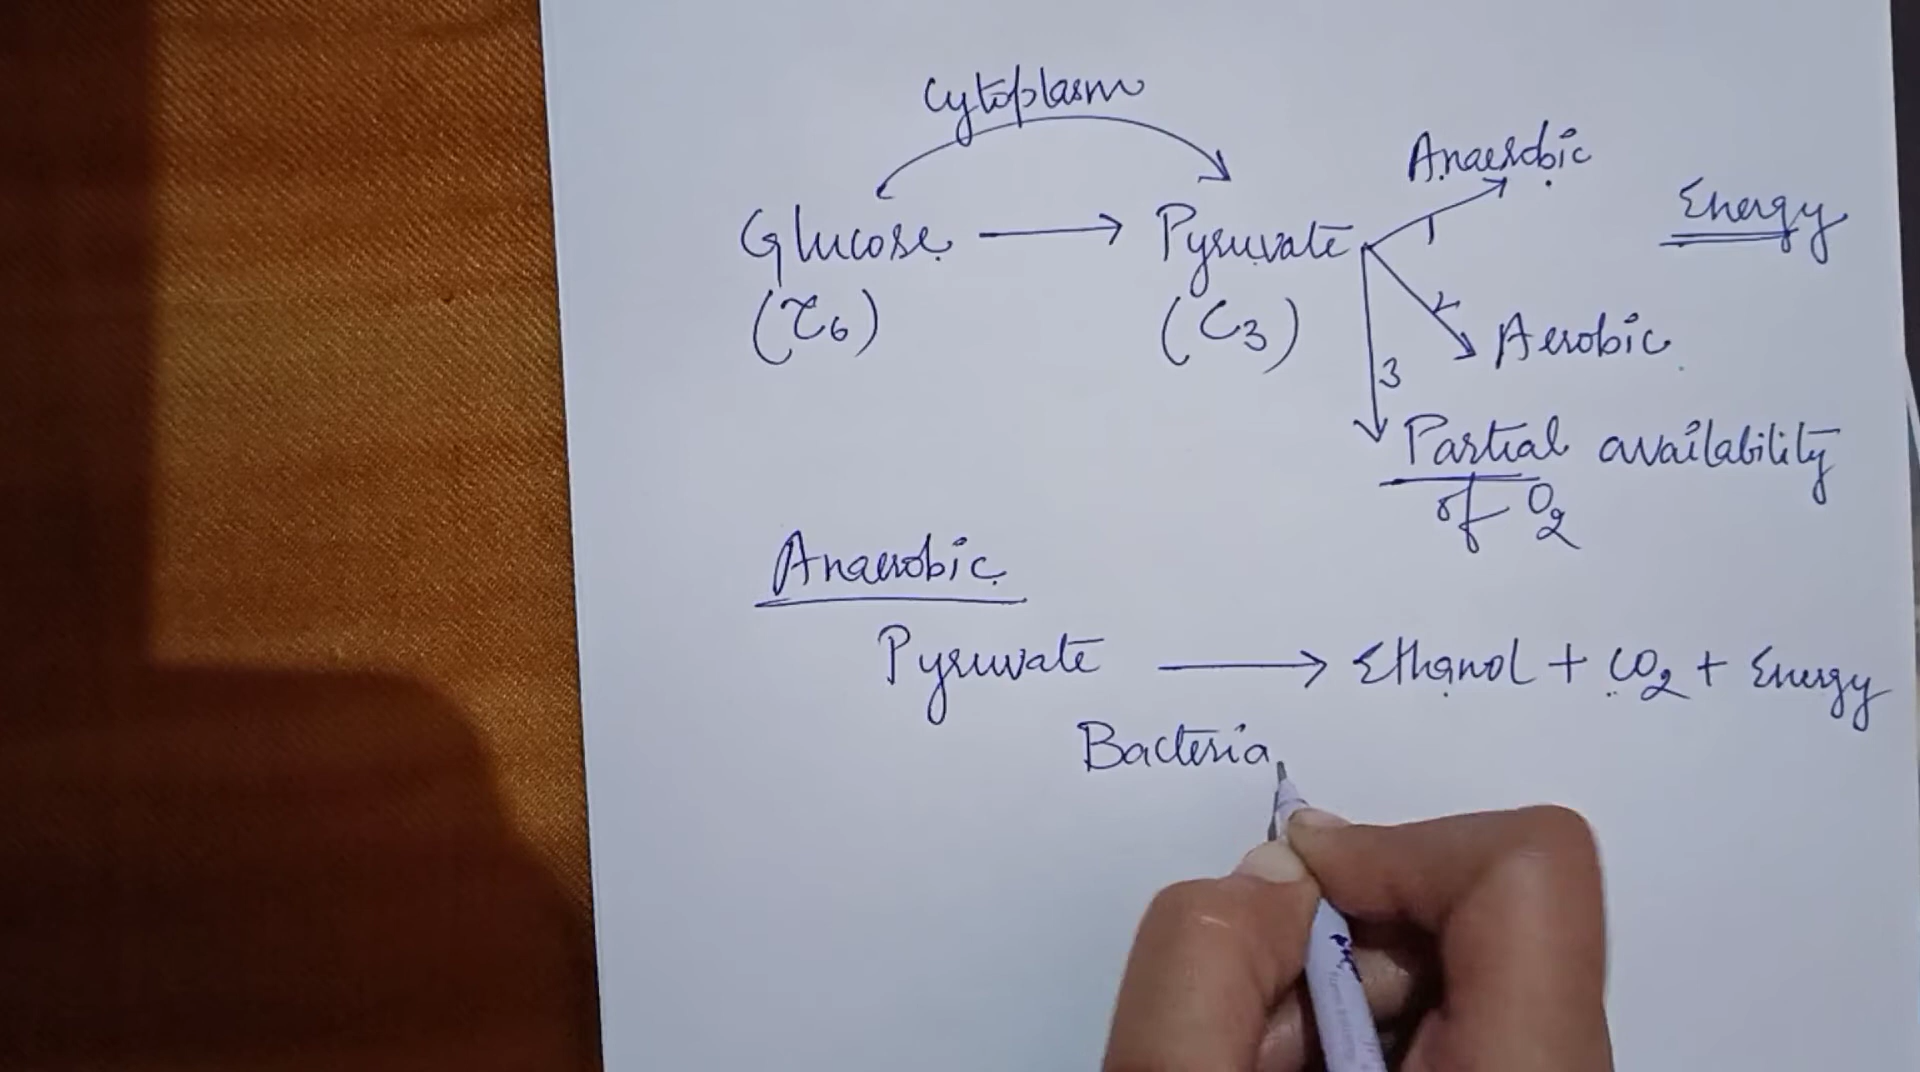 Cytoplasm
Anaerobic
Glucose → Pyruvate
Energy
(C6) (C3)
1
2
Aerobic
3
Partial availability
of O2
Anaerobic
Pyruvate → Ethanol + CO2 + Energy
Bacteria